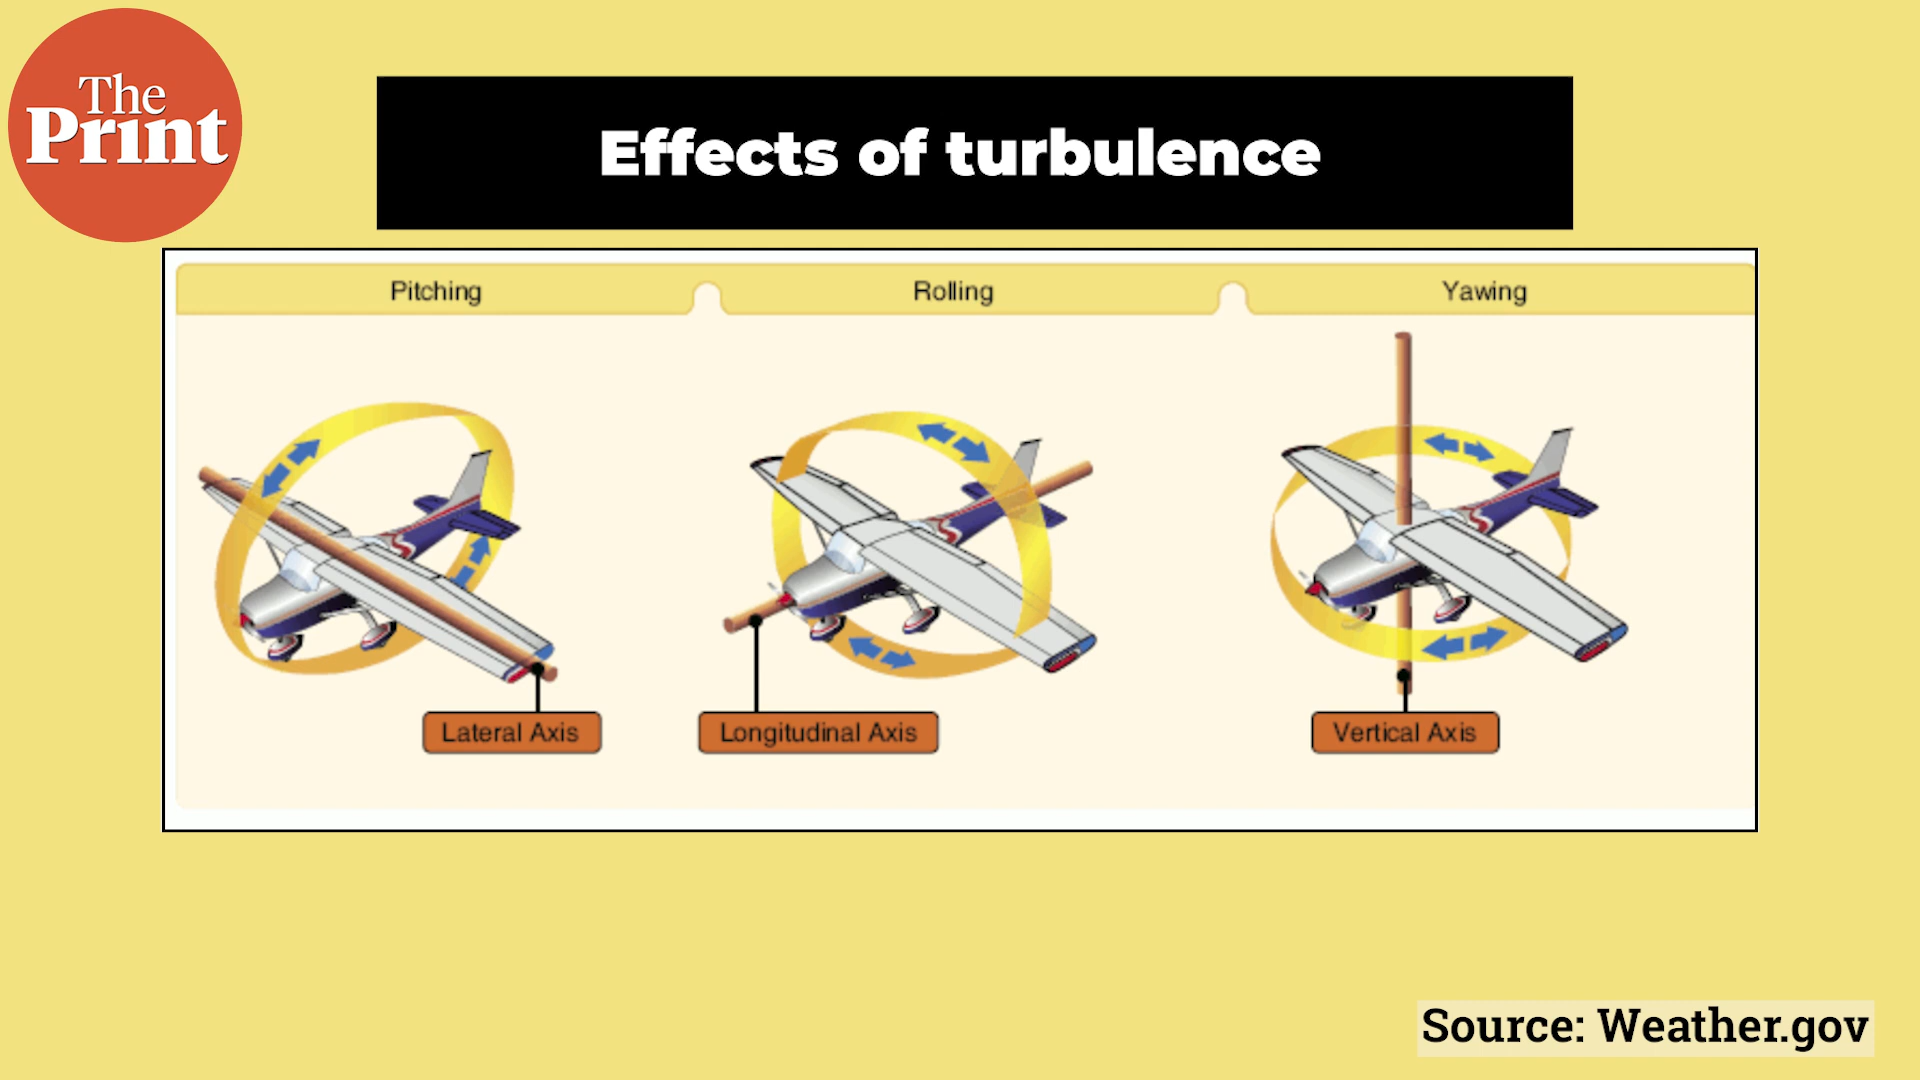 The
Print
Effects of turbulence
Pitching
Rolling
Yawing
Lateral Axis
Longitudinal Axis
Vertical Axis
Source: Weather.gov